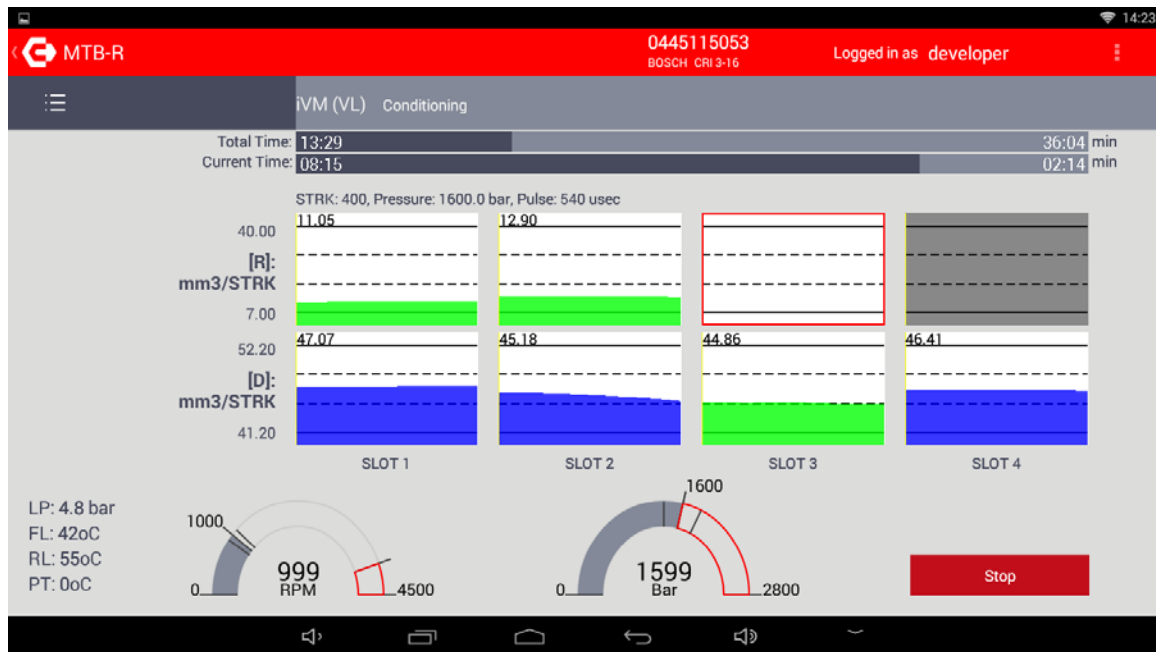 14:23
MTB-R
0445115053
BOSCH CRI 3-16
Logged in as developer
iVM (VL) Conditioning
Total Time: 13:29 36:04 min
Current Time: 08:15 02:14 min
STRK: 400, Pressure: 1600.0 bar, Pulse: 540 usec
11.05 12.90
40.00
[R]:
mm3/STRK
7.00
47.07 45.18 44.86 46.41
52.20
[D]:
mm3/STRK
41.20
SLOT 1 SLOT 2 SLOT 3 SLOT 4
LP: 4.8 bar
FL: 42oC
RL: 55oC
PT: 0oC
1000
0
999
RPM
4500
1600
0
1599
Bar
2800
Stop